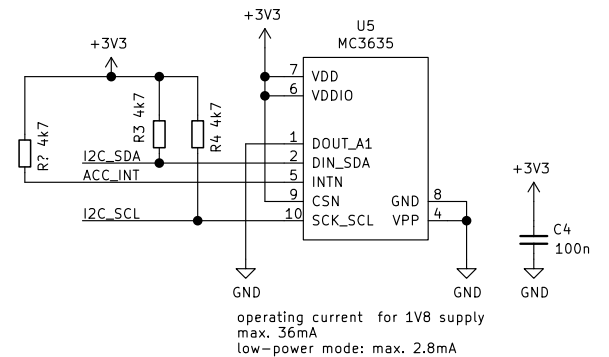 +3V3
U5
MC3635
+3V3
7 VDD
6 VDDIO
R? 4k7
R3 4k7
R4 4k7
1 DOUT_A1
I2C_SDA 2 DIN_SDA
ACC_INT 5 INTN
9 CSN GND 8
I2C_SCL 10 SCK_SCL VPP 4
+3V3
C4
100n
GND
GND
GND
operating current for 1V8 supply
max. 36mA
low-power mode: max. 2.8mA